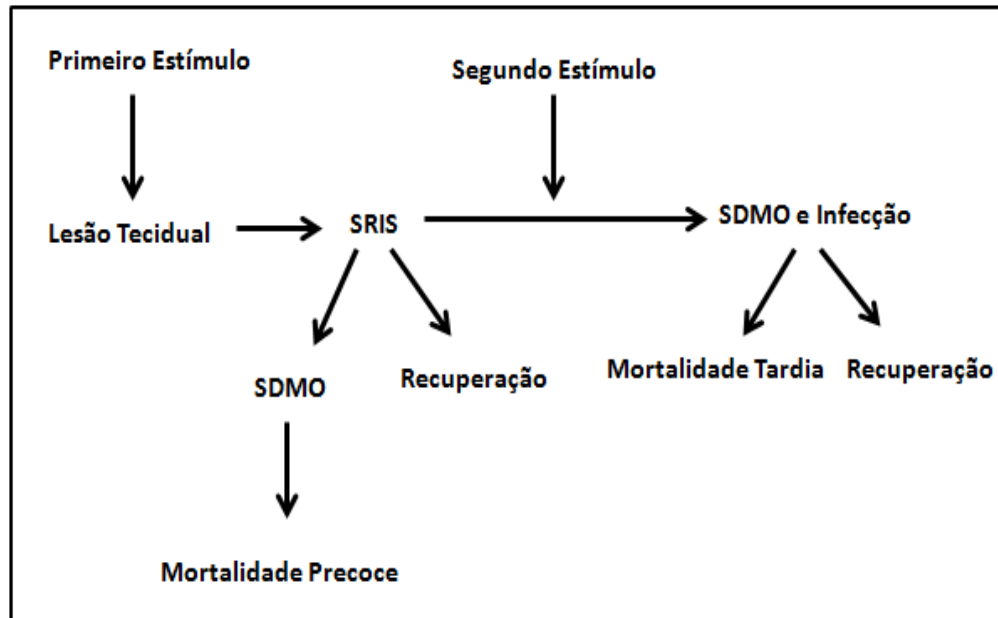 Primeiro Estímulo
Segundo Estímulo
Lesão Tecidual
SRIS
SDMO e Infecção
SDMO
Recuperação
Mortalidade Tardia
Recuperação
Mortalidade Precoce